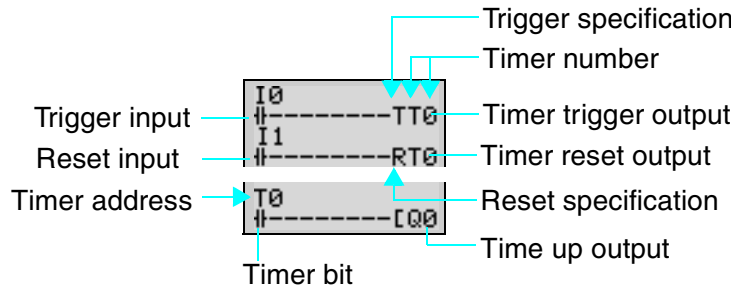 Trigger specification
Timer number
I0
Trigger input
TT0
Timer trigger output
I1
Reset input
RT0
Timer reset output
Timer address
T0
Reset specification
[Q0
Time up output
Timer bit